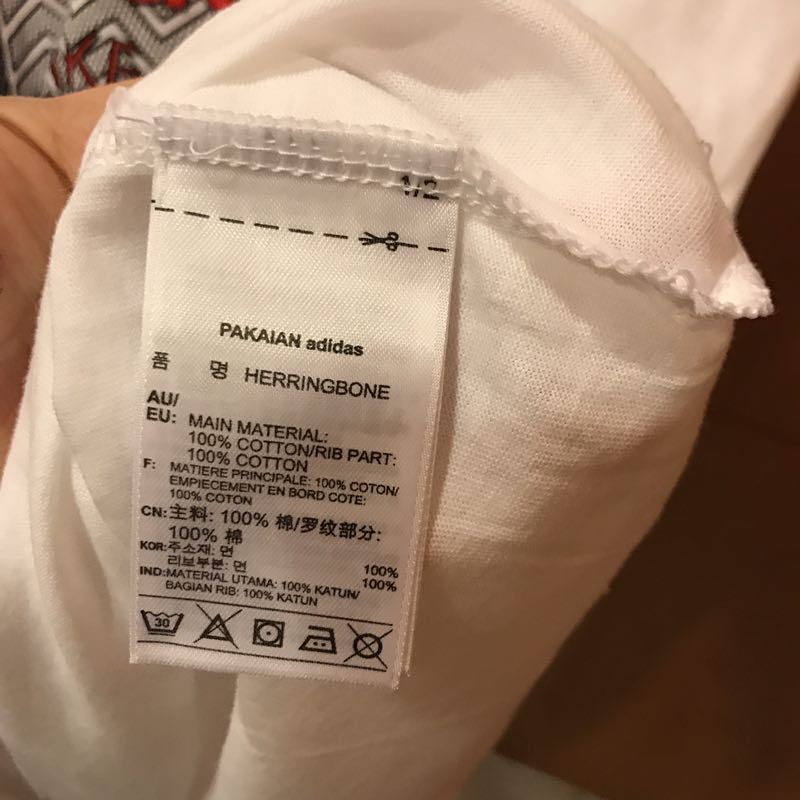 1/2
PAKAIAN adidas
품 명 HERRINGBONE
AU/
EU: MAIN MATERIAL:
100% COTTON/RIB PART:
100% COTTON
F: MATIERE PRINCIPALE: 100% COTON/
EMPIECEMENT EN BORD COTE:
100% COTON
CN:主料: 100% 棉/罗纹部分:
100% 棉
KOR:주소재: 면 100%
리브부분: 면 100%
IND:MATERIAL UTAMA: 100% KATUN/
BAGIAN RIB: 100% KATUN
30